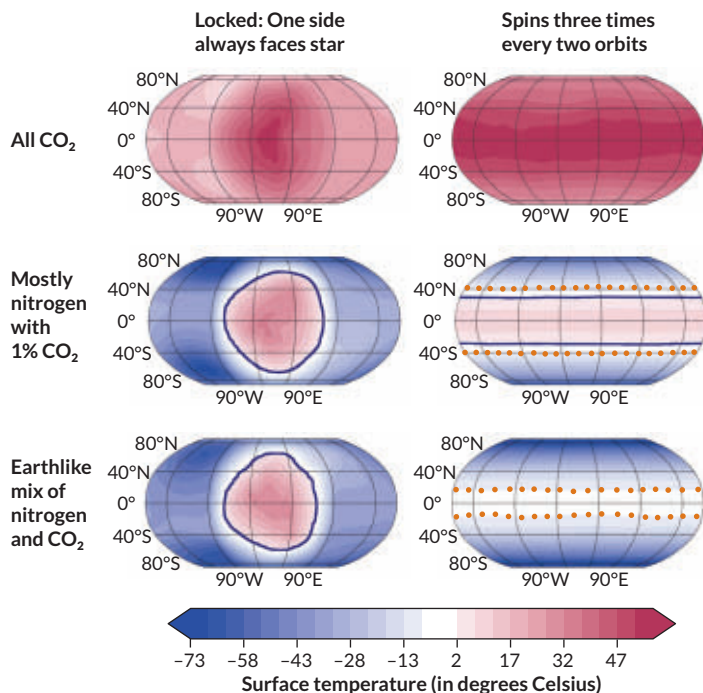 Locked: One side
always faces star
Spins three times
every two orbits
All CO₂
80°N
40°N
0°
40°S
80°S
90°W 90°E
80°N
40°N
0°
40°S
80°S
90°W 90°E
Mostly
nitrogen
with
1% CO₂
80°N
40°N
0°
40°S
80°S
90°W 90°E
80°N
40°N
0°
40°S
80°S
90°W 90°E
Earthlike
mix of
nitrogen
and CO₂
80°N
40°N
0°
40°S
80°S
90°W 90°E
80°N
40°N
0°
40°S
80°S
90°W 90°E
−73 −58 −43 −28 −13 2 17 32 47
Surface temperature (in degrees Celsius)